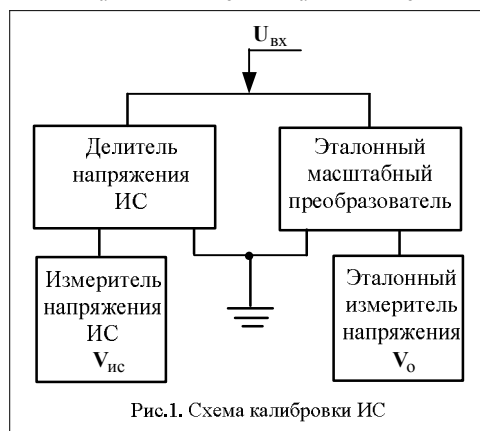 Uвх
Делитель
напряжения
ИС
Эталонный
масштабный
преобразователь
Измеритель
напряжения
ИС
Vис
Эталонный
измеритель
напряжения
Vо
Рис.1. Схема калибровки ИС